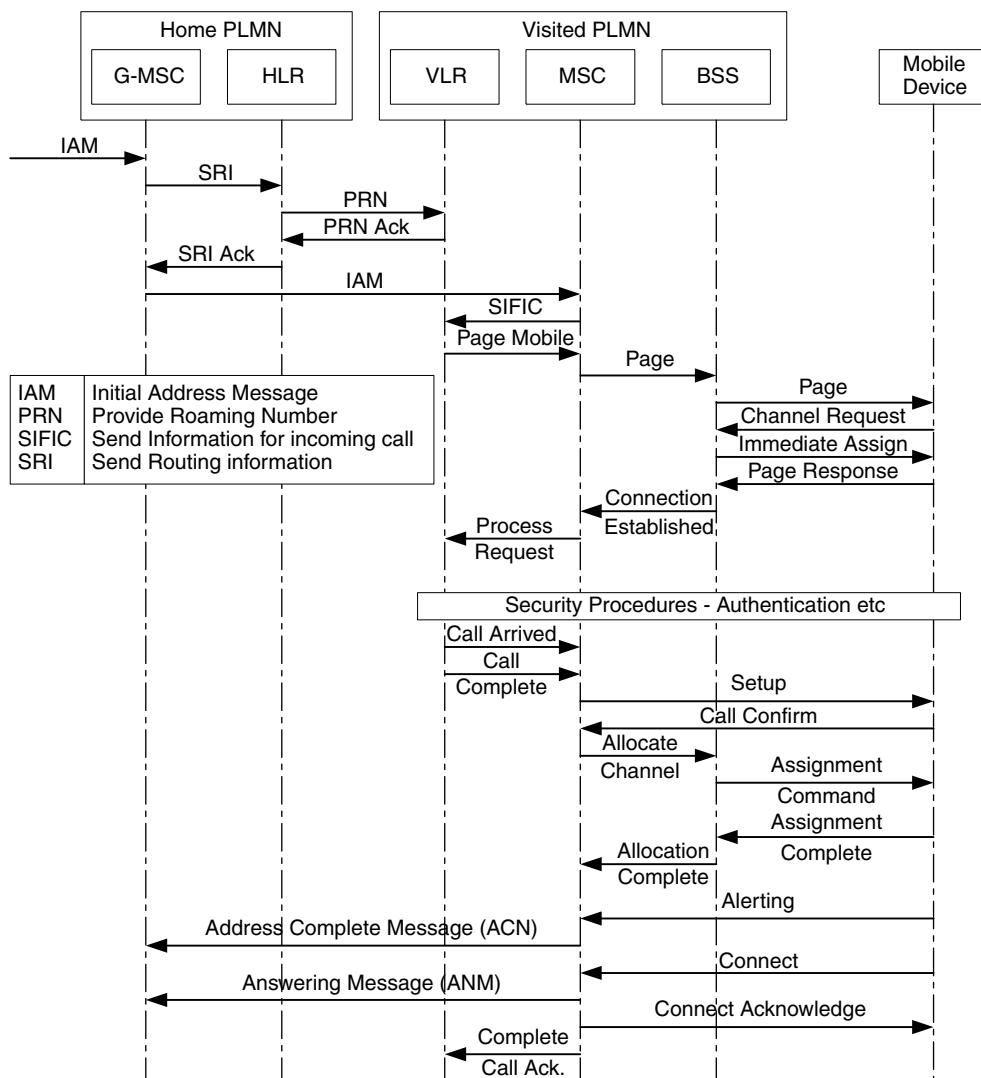 Home PLMN
Visited PLMN
G-MSC
HLR
VLR
MSC
BSS
Mobile
Device
IAM
SRI
PRN
PRN Ack
SRI Ack
IAM
SIFIC
Page Mobile
Page
IAM Initial Address Message
PRN Provide Roaming Number
SIFIC Send Information for incoming call
SRI Send Routing information
Page
Channel Request
Immediate Assign
Page Response
Connection
Established
Process
Request
Security Procedures - Authentication etc
Call Arrived
Call
Complete
Setup
Call Confirm
Allocate
Channel
Assignment
Command
Assignment
Complete
Allocation
Complete
Alerting
Address Complete Message (ACN)
Connect
Answering Message (ANM)
Connect Acknowledge
Complete
Call Ack.